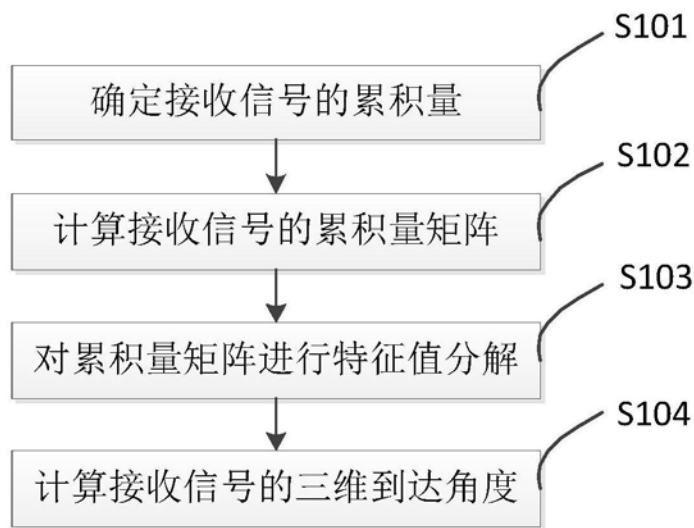 S101
确定接收信号的累积量
S102
计算接收信号的累积量矩阵
S103
对累积量矩阵进行特征值分解
S104
计算接收信号的三维到达角度